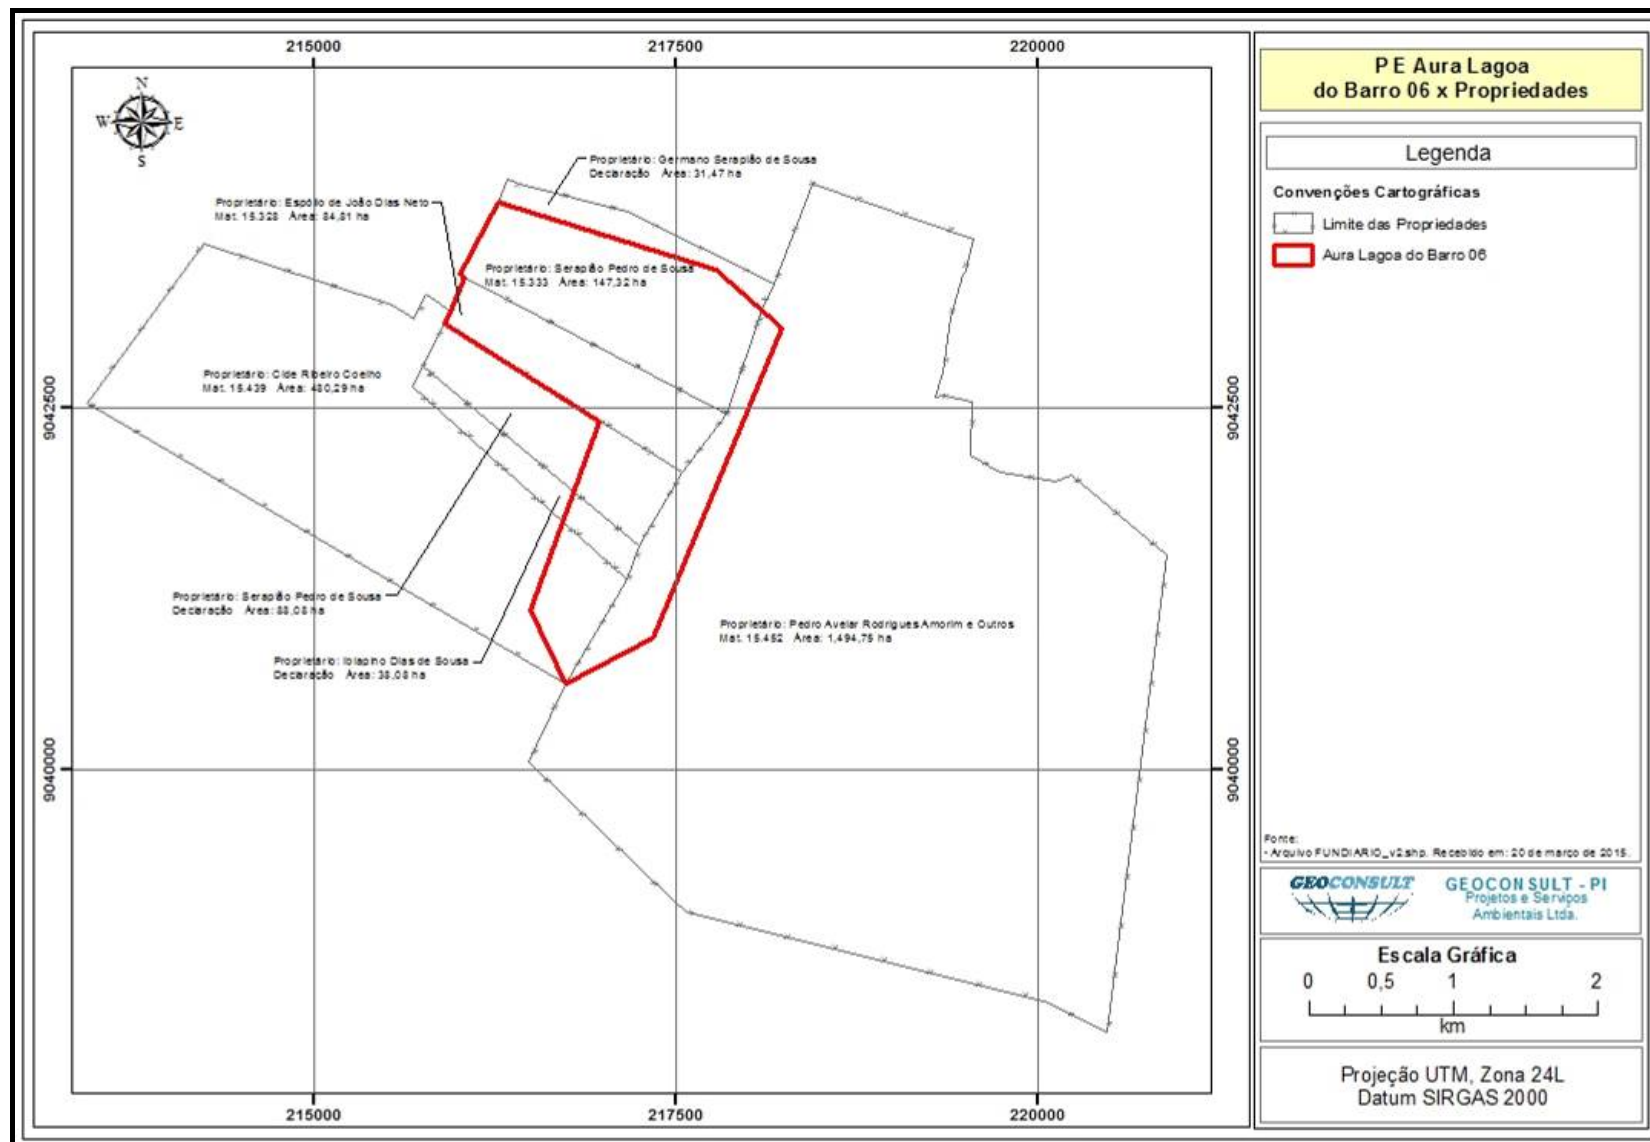 215000
217500
220000
N
W
E
S
Proprietário: Germano Serapião de Sousa
Declaração Área: 31,47 ha
Proprietário: Espólio de João Dias Neto
Mat. 15.328 Área: 84,81 ha
Proprietário: Serapião Pedro de Sousa
Mat. 15.333 Área: 147,32 ha
Proprietário: Cide Ribeiro Coelho
Mat. 15.439 Área: 480,29 ha
9042500
9042500
Proprietário: Serapião Pedro de Sousa
Declaração Área: 88,08 ha
Proprietário: Pedro Avelar Rodrigues Amorim e Outros
Mat. 15.452 Área: 1,494,75 ha
Proprietário: Dias de Sousa
Declaração Área: 38,08 ha
9040000
9040000
215000
217500
220000
P E Aura Lagoa
do Barro 06 x Propriedades
Legenda
Convenções Cartográficas
Limite das Propriedades
Aura Lagoa do Barro 06
Fonte:
- Arquivo FUNDIARIO_v2.shp. Recebido em: 20 de março de 2015.
GEOCONSULT
GEOCONSULT - PI
Projetos e Serviços
Ambientais Ltda.
Escala Gráfica
0 0,5 1 2
km
Projeção UTM, Zona 24L
Datum SIRGAS 2000